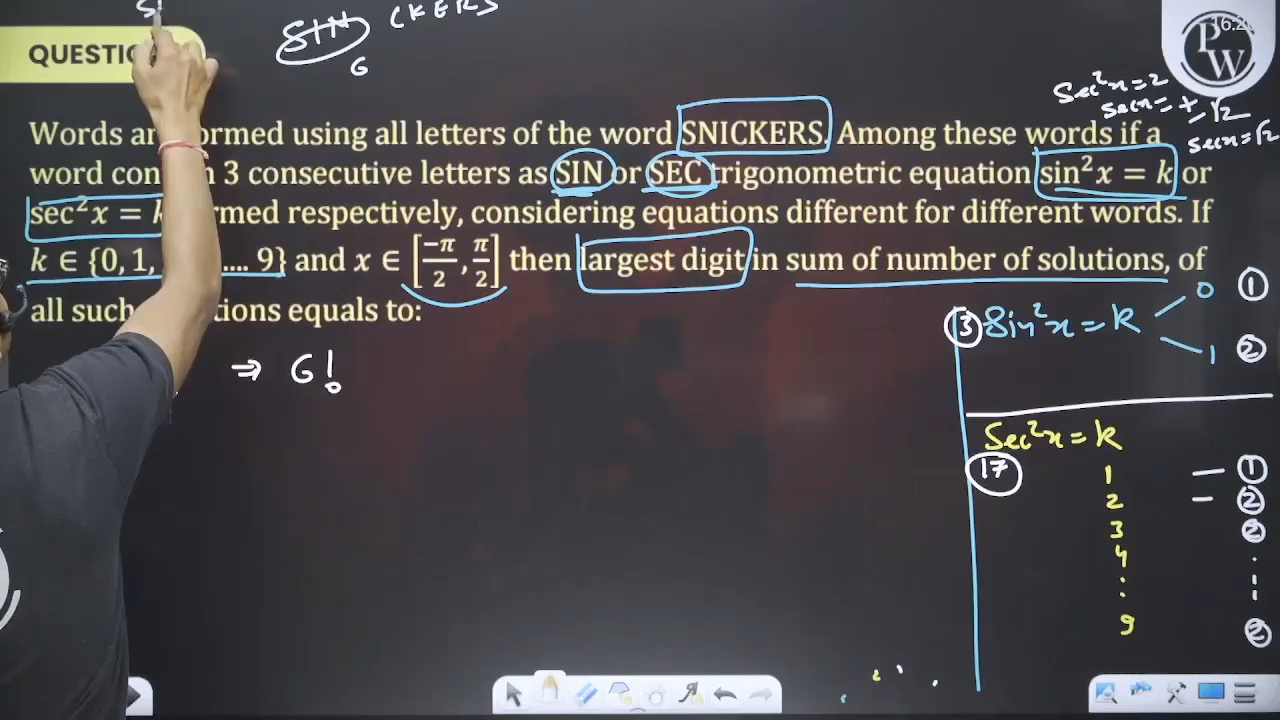 SIN CKERS
6
16:2
P
W
QUESTIO
sec²x = 2
secx = ± √2
secx = √2
Words ar ormed using all letters of the word SNICKERS. Among these words if a
word con n 3 consecutive letters as SIN or SEC trigonometric equation sin²x = k or
sec²x = k rmed respectively, considering equations different for different words. If
k ∈ {0, 1, .... 9} and x ∈ [−π/2, π/2] then largest digit in sum of number of solutions, of
all such tions equals to:
⇒ 6!
3 Sin²x = k 0 1
1 2
Sec²x = k
17 1 — 1
2 — 2
3 2
4
9 2